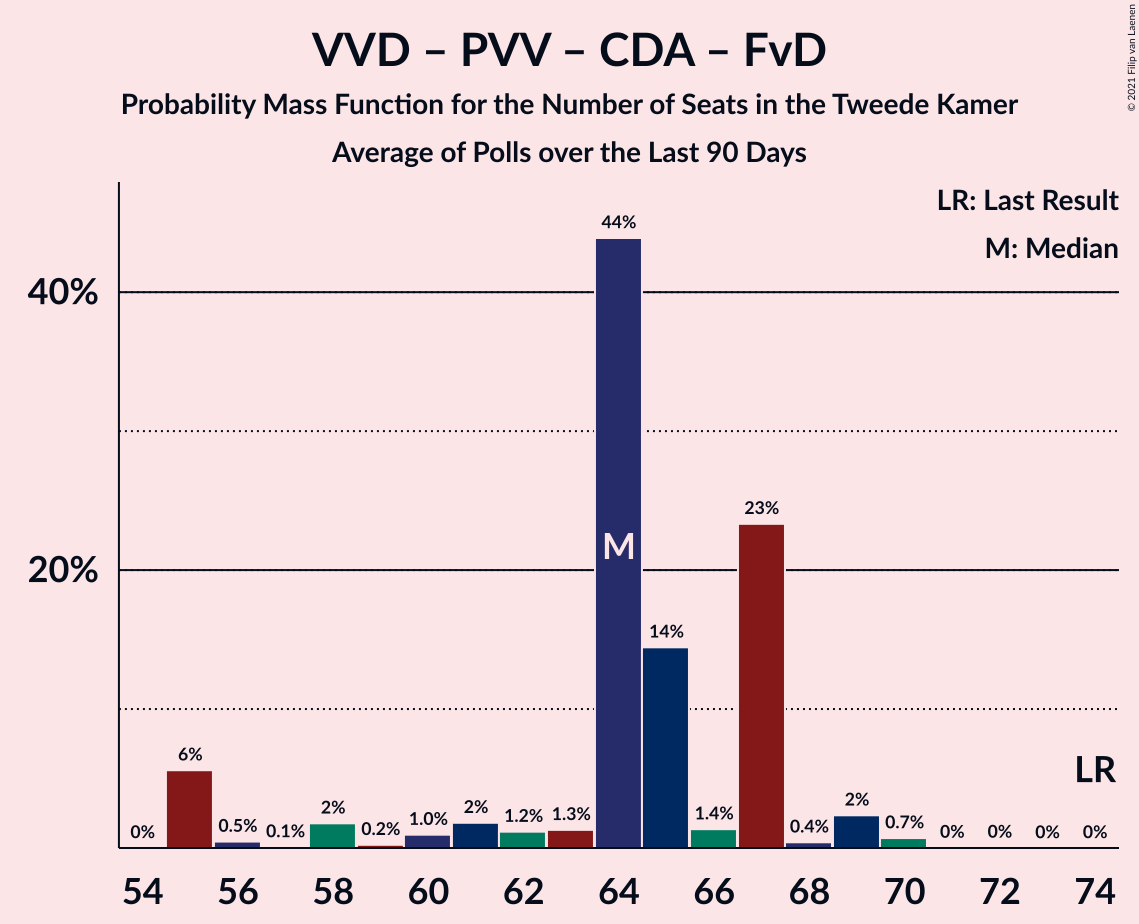 VVD – PVV – CDA – FvD
Probability Mass Function for the Number of Seats in the Tweede Kamer
Average of Polls over the Last 90 Days
© 2021 Filip van Laenen
LR: Last Result
M: Median
40%
20%
0%
6%
0.5%
0.1%
2%
0.2%
1.0%
2%
1.2%
1.3%
44%
M
14%
1.4%
23%
0.4%
2%
0.7%
0%
0%
0%
0%
LR
54 56 58 60 62 64 66 68 70 72 74